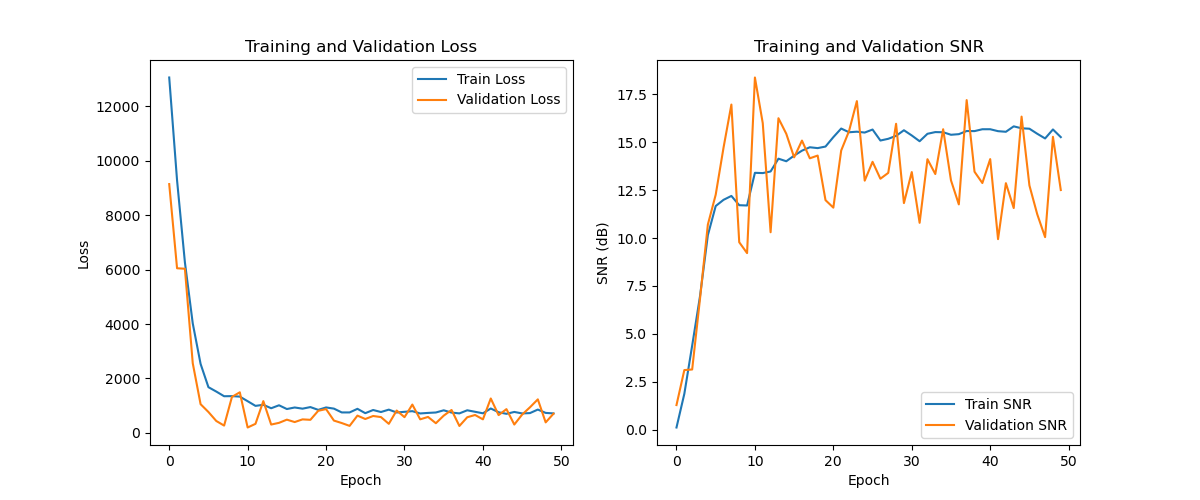 Training and Validation Loss
Train Loss
Validation Loss
12000
10000
8000
6000
4000
2000
0
Loss
0
10
20
30
40
50
Epoch
Training and Validation SNR
17.5
15.0
12.5
10.0
7.5
5.0
2.5
0.0
SNR (dB)
Train SNR
Validation SNR
0
10
20
30
40
50
Epoch